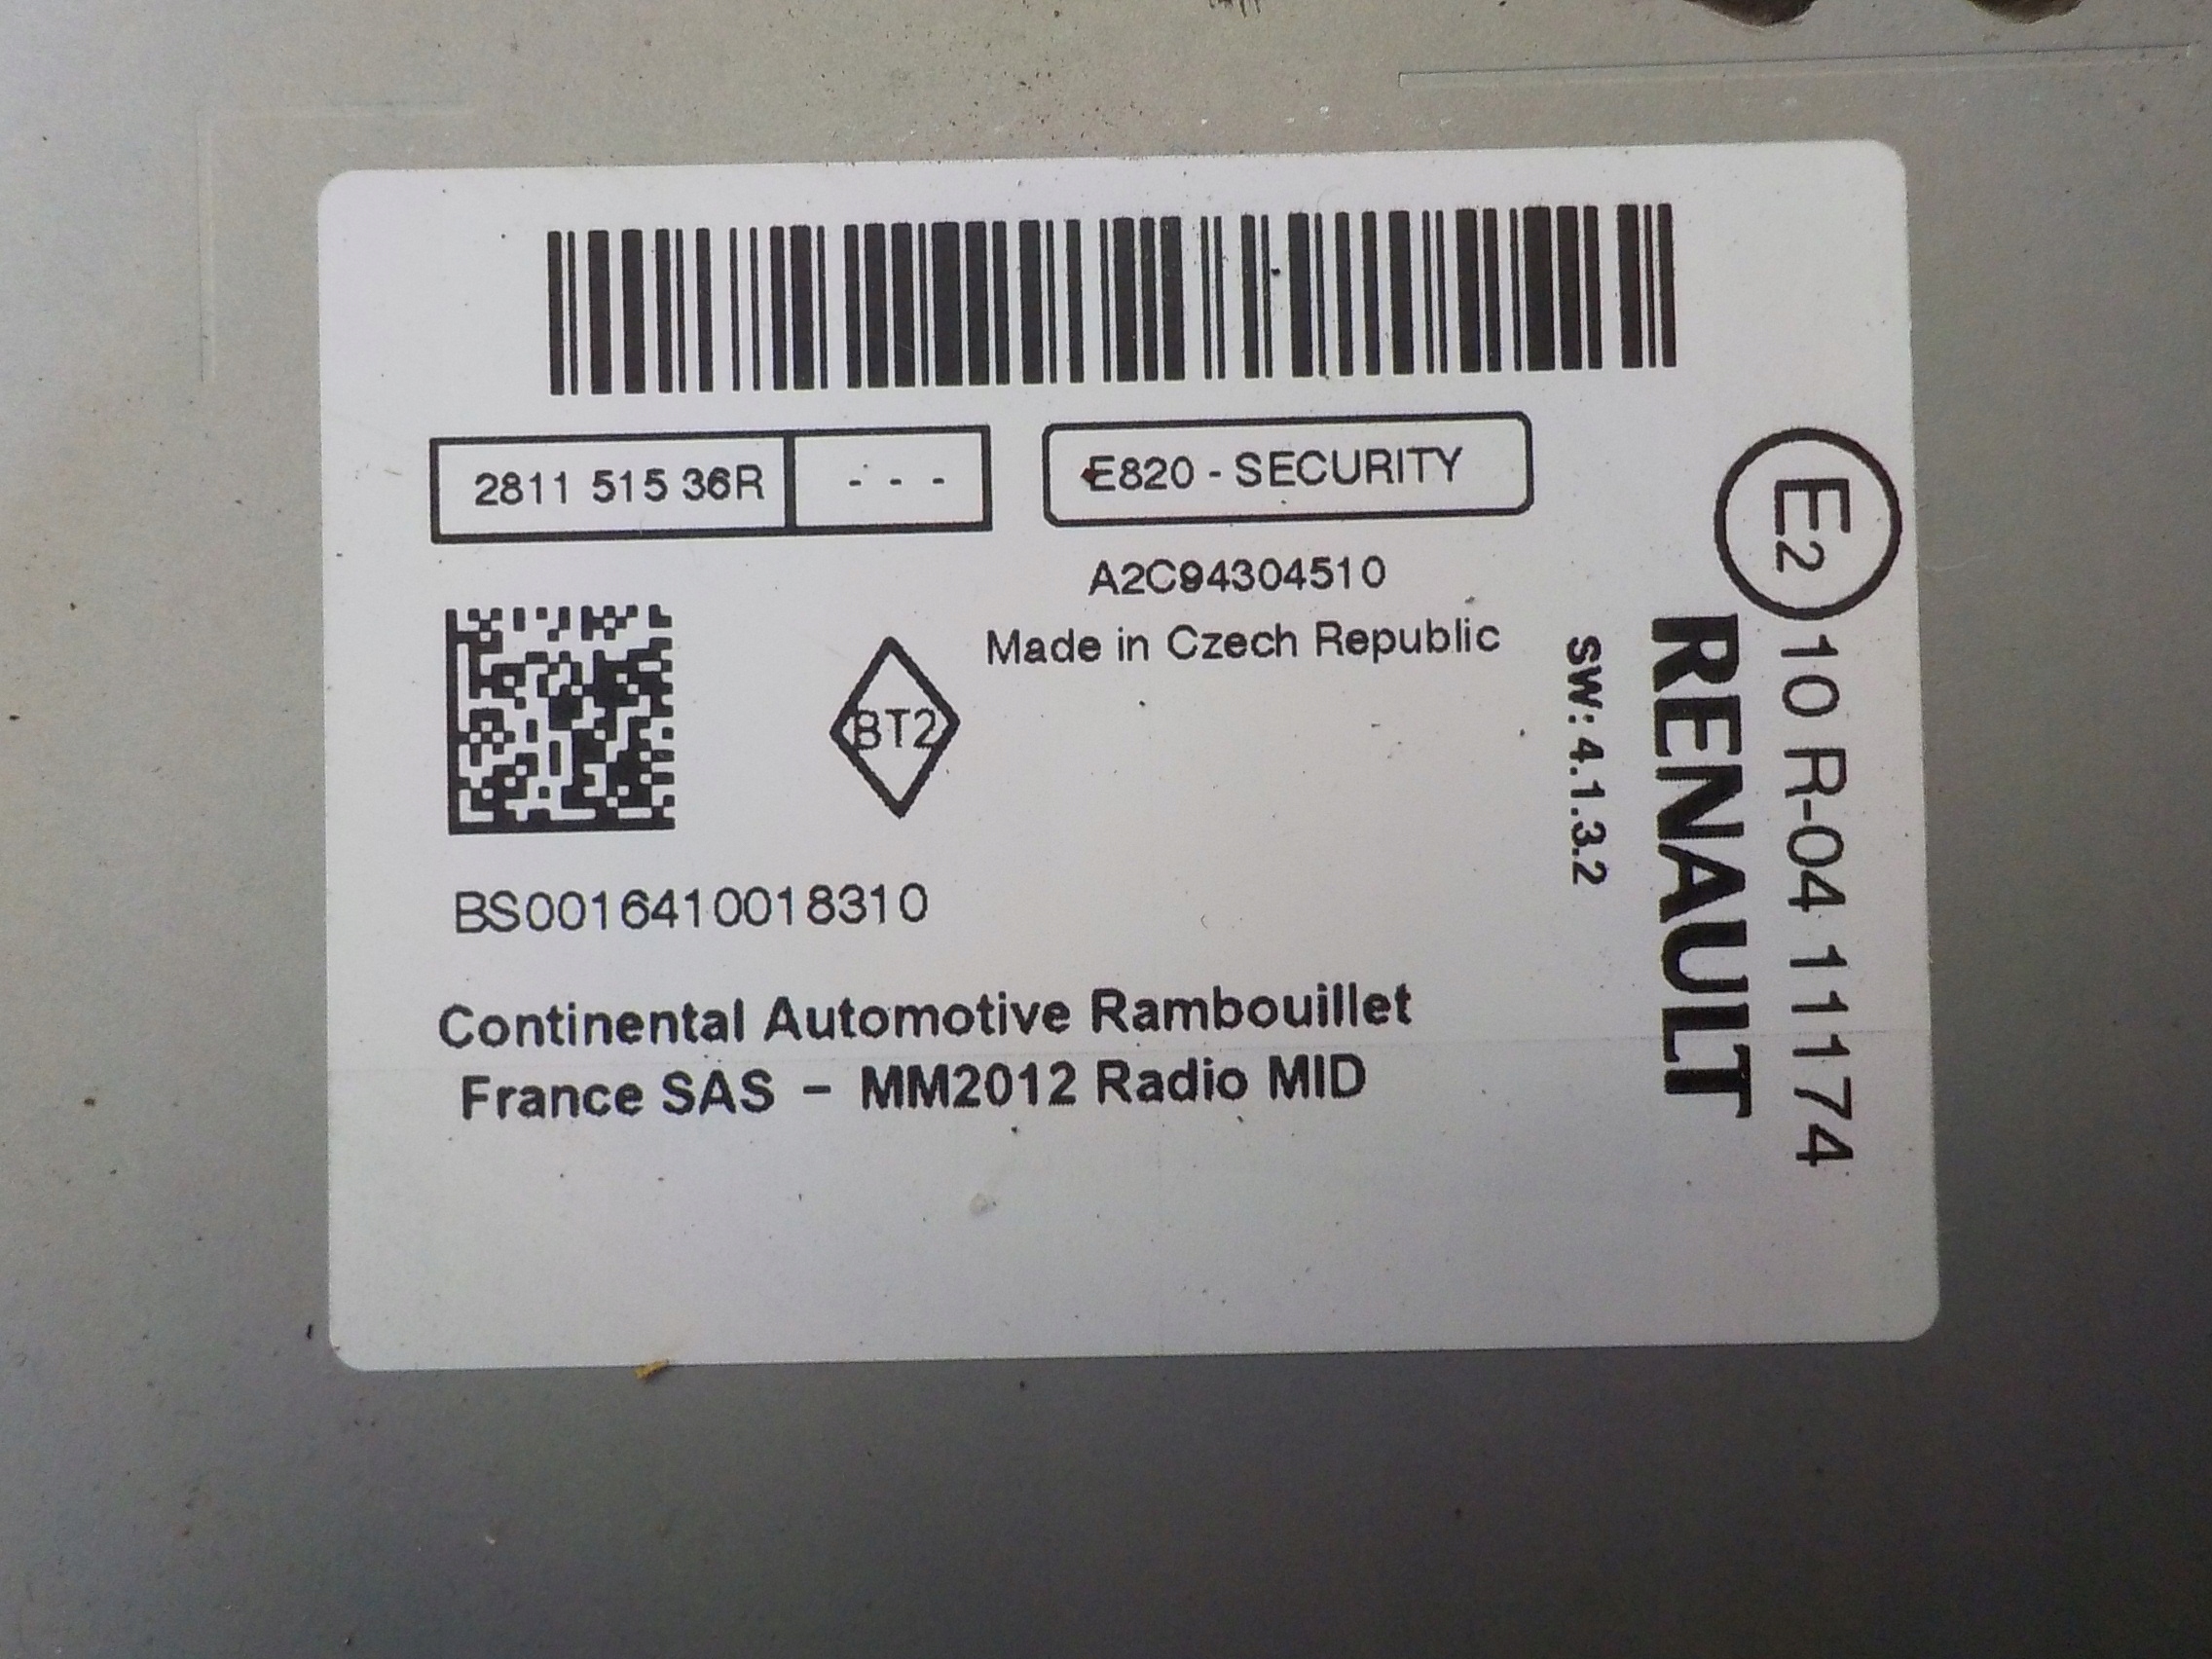 2811 515 36R
- - -
E820 - SECURITY
A2C94304510
Made in Czech Republic
BT2
BS0016410018310
Continental Automotive Rambouillet
France SAS – MM2012 Radio MID
SW: 4.1.3.2
RENAULT
E2 10 R-04 11174